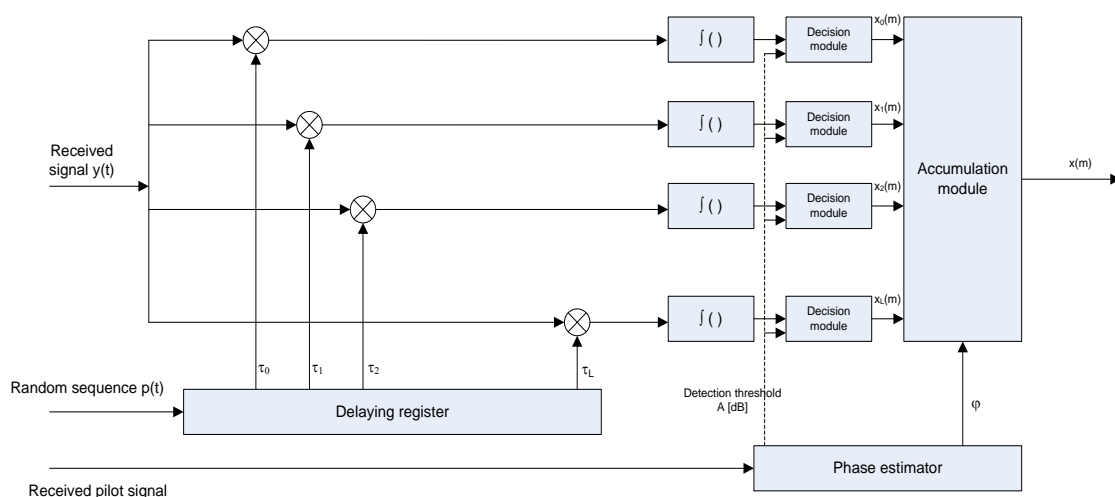 ∫ ( )
Decision
module
x₀(m)
∫ ( )
Decision
module
x₁(m)
Received
signal y(t)
Accumulation
module
x(m)
∫ ( )
Decision
module
x₂(m)
∫ ( )
Decision
module
x_L(m)
τ₀
τ₁
τ₂
τ_L
Random sequence p(t)
Delaying register
Detection threshold
A [dB]
φ
Phase estimator
Received pilot signal